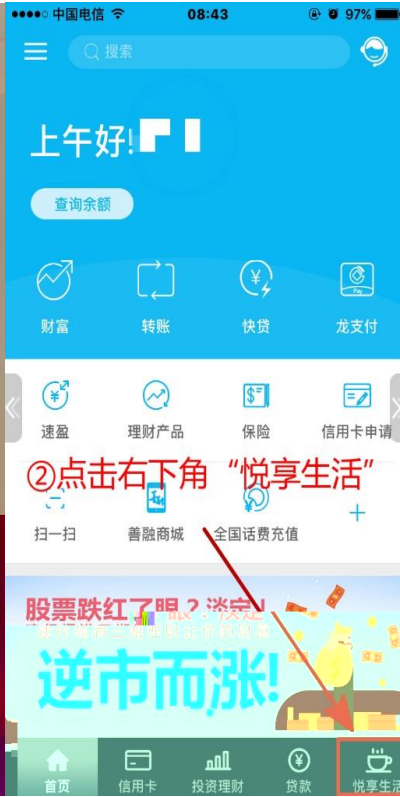 中国电信
08:43
97%
搜索
上午好!
查询余额
财富
转账
快贷
龙支付
Pay
速盈
理财产品
保险
信用卡申请
②点击右下角“悦享生活”
扫一扫
善融商城
全国话费充值
股票跌红了眼？淡定!
逆市而涨!
首页
信用卡
投资理财
贷款
悦享生活